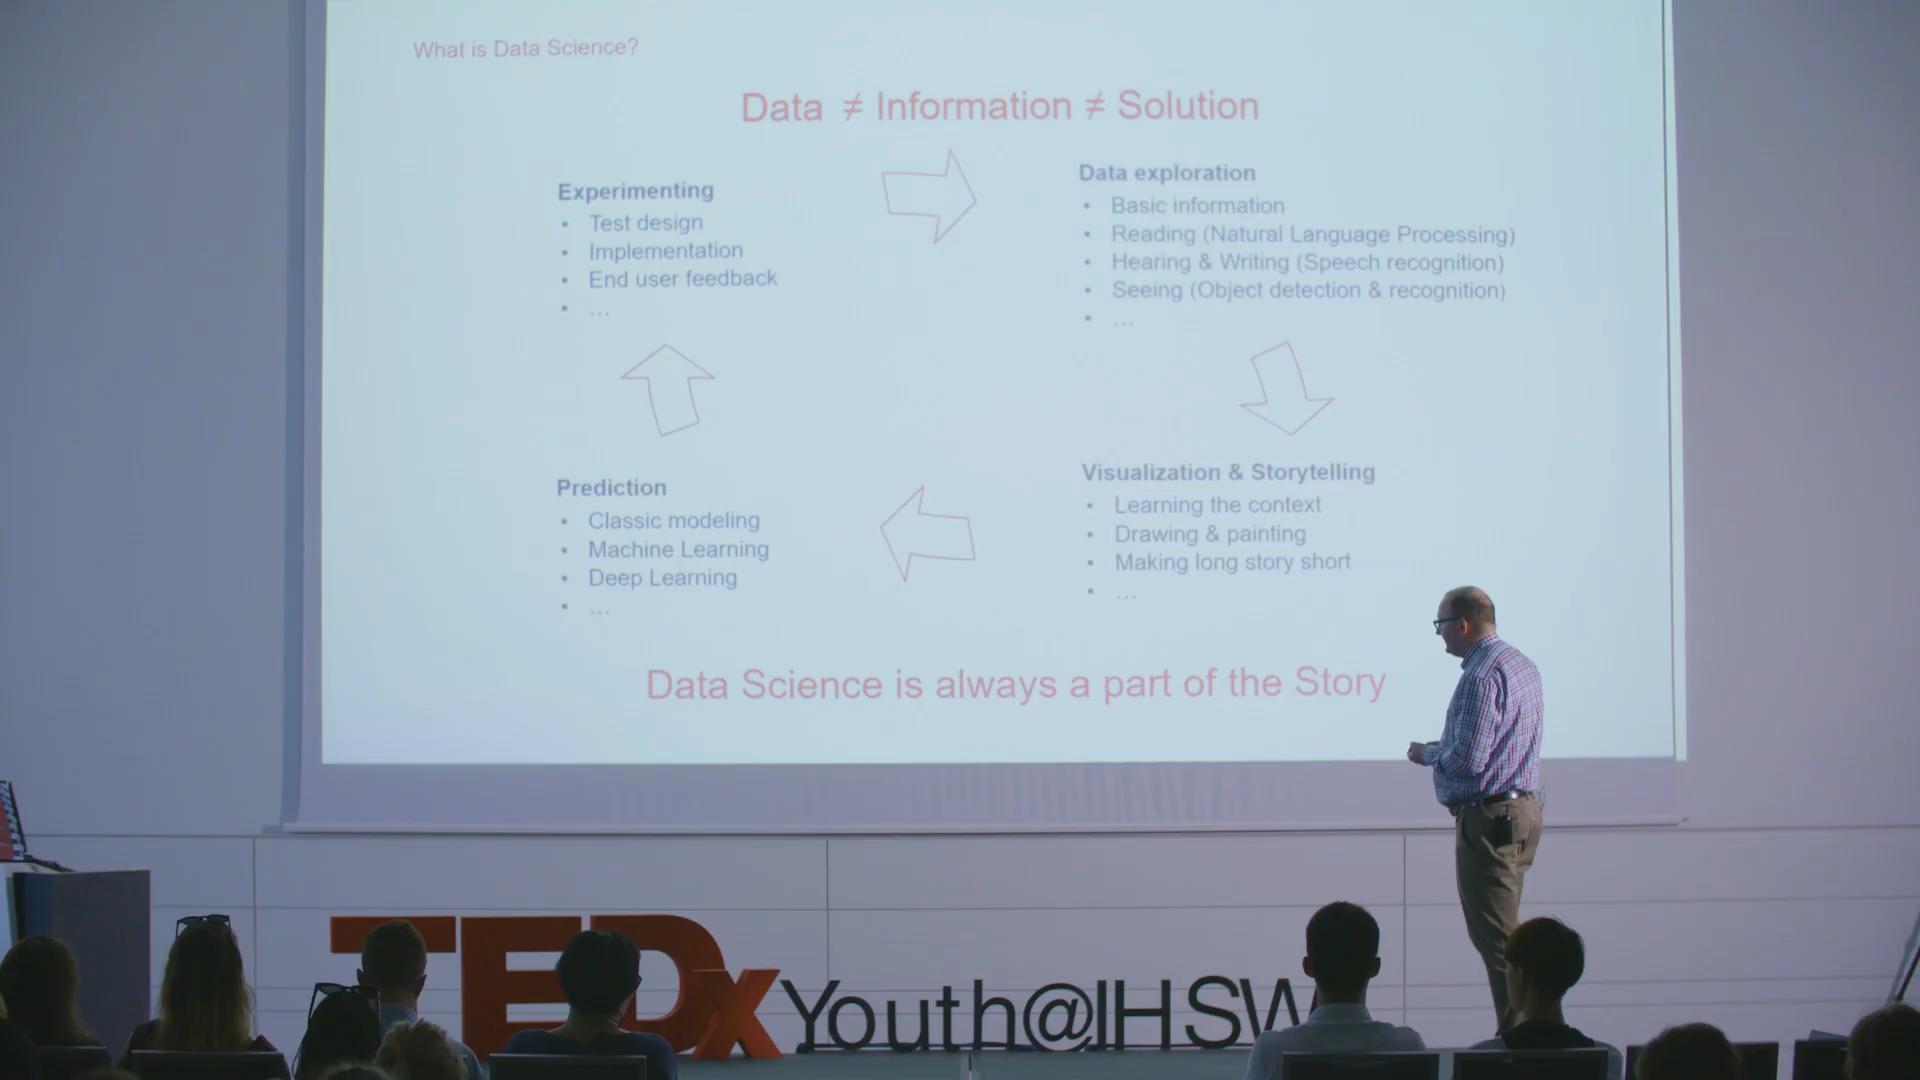 What is Data Science?
Data ≠ Information ≠ Solution
Experimenting
• Test design
• Implementation
• End user feedback
• ...
Data exploration
• Basic information
• Reading (Natural Language Processing)
• Hearing & Writing (Speech recognition)
• Seeing (Object detection & recognition)
• ...
Prediction
• Classic modeling
• Machine Learning
• Deep Learning
• ...
Visualization & Storytelling
• Learning the context
• Drawing & painting
• Making long story short
• ...
Data Science is always a part of the Story
TEDxYouth@IHSW